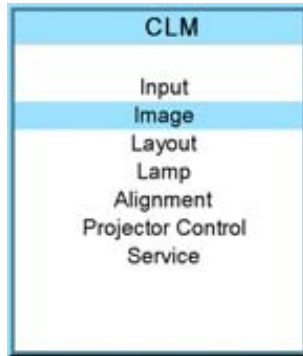 CLM
Input
Image
Layout
Lamp
Alignment
Projector Control
Service